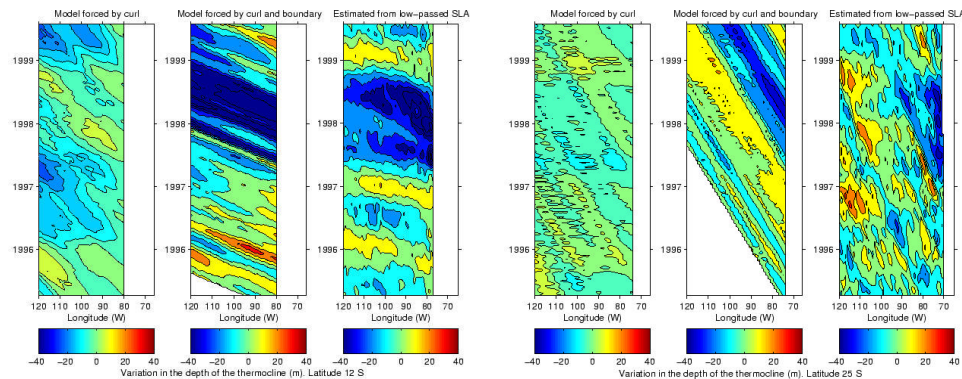 Model forced by curl
Model forced by curl and boundary
Estimated from low-passed SLA
1999
1998
1997
1996
120 110 100 90 80 70
Longitude (W)
1999
1998
1997
1996
120 110 100 90 80 70
Longitude (W)
1999
1998
1997
1996
120 110 100 90 80 70
Longitude (W)
−40 −20 0 20 40
−40 −20 0 20 40
−40 −20 0 20 40
Variation in the depth of the thermocline (m). Latitude 12 S
Model forced by curl
Model forced by curl and boundary
Estimated from low-passed SLA
1999
1998
1997
1996
120 110 100 90 80 70
Longitude (W)
1999
1998
1997
1996
120 110 100 90 80 70
Longitude (W)
1999
1998
1997
1996
120 110 100 90 80 70
Longitude (W)
−40 −20 0 20 40
−40 −20 0 20 40
−40 −20 0 20 40
Variation in the depth of the thermocline (m). Latitude 25 S